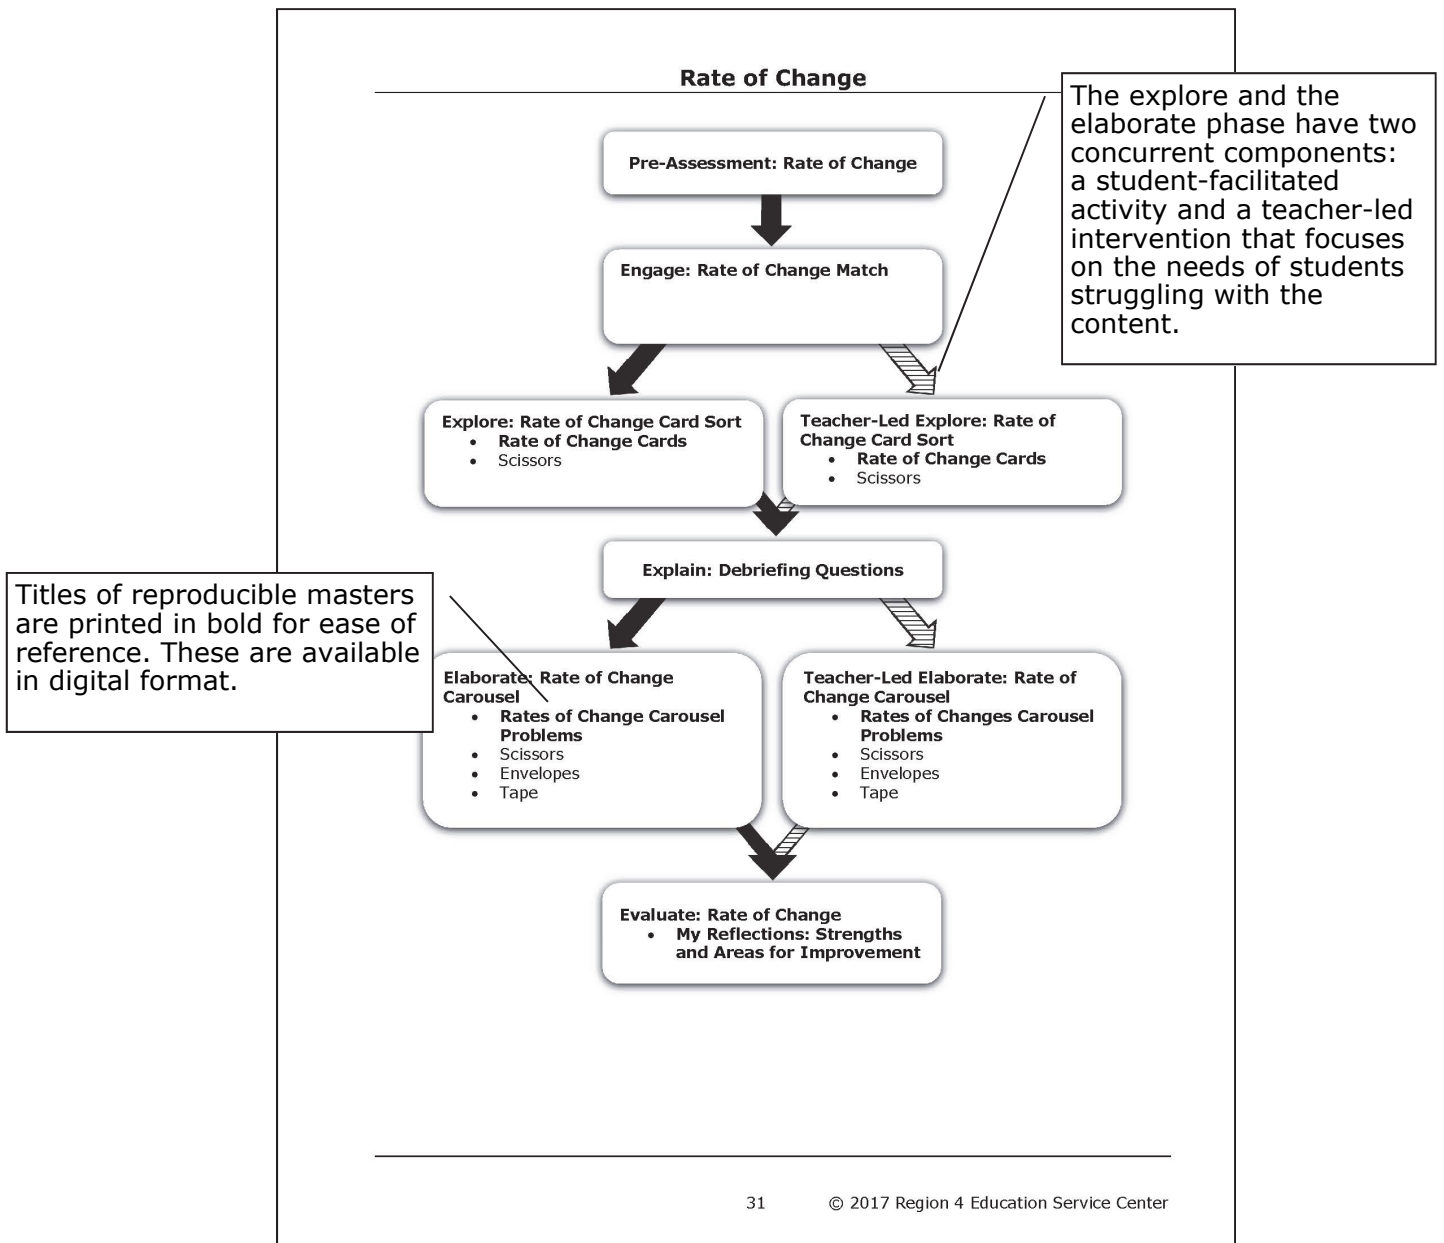 Rate of Change
The explore and the
elaborate phase have two
concurrent components:
a student-facilitated
activity and a teacher-led
intervention that focuses
on the needs of students
struggling with the
content.
Pre-Assessment: Rate of Change
Engage: Rate of Change Match
Explore: Rate of Change Card Sort
• Rate of Change Cards
• Scissors
Teacher-Led Explore: Rate of
Change Card Sort
• Rate of Change Cards
• Scissors
Explain: Debriefing Questions
Titles of reproducible masters
are printed in bold for ease of
reference. These are available
in digital format.
Elaborate: Rate of Change
Carousel
• Rates of Change Carousel
Problems
• Scissors
• Envelopes
• Tape
Teacher-Led Elaborate: Rate of
Change Carousel
• Rates of Changes Carousel
Problems
• Scissors
• Envelopes
• Tape
Evaluate: Rate of Change
• My Reflections: Strengths
and Areas for Improvement
31 © 2017 Region 4 Education Service Center